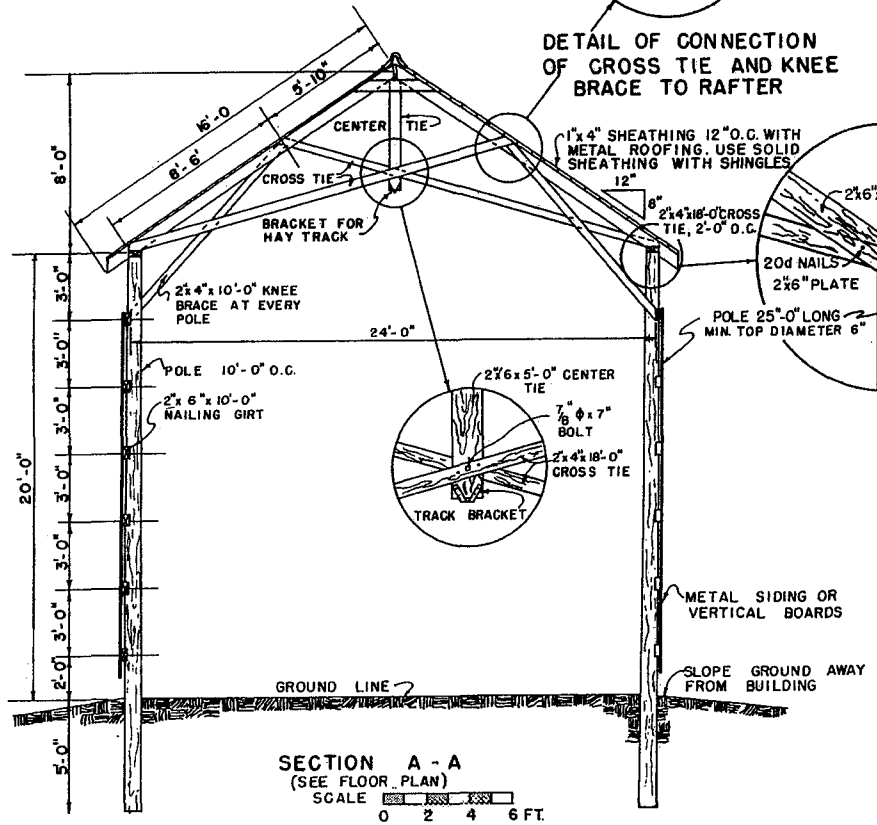 DETAIL OF CONNECTION
OF CROSS TIE AND KNEE
BRACE TO RAFTER
16'-0
5'-10"
8'-6'
8'-0"
CENTER TIE
CROSS TIE
BRACKET FOR
HAY TRACK
1"x 4" SHEATHING 12" O.C. WITH
METAL ROOFING. USE SOLID
SHEATHING WITH SHINGLES
12"
8"
2"x4"x18'-0"CROSS
TIE, 2'-0" O.C.
2"x6"x
20d NAILS
2"x6" PLATE
2"x 4"x 10'-0" KNEE
BRACE AT EVERY
POLE
24'-0"
POLE 25"-0" LONG
MIN. TOP DIAMETER 6"
POLE 10'-0" O.C.
2"x 6"x 10'-0"
NAILING GIRT
20'-0"
3'-0"
3'-0"
3'-0"
3'-0"
3'-0"
3'-0"
2'-0"
5'-0"
2"x6 x 5'-0" CENTER
TIE
7/8" ϕ x 7"
BOLT
2"x4"x18'-0"
CROSS TIE
TRACK BRACKET
METAL SIDING OR
VERTICAL BOARDS
GROUND LINE
SLOPE GROUND AWAY
FROM BUILDING
SECTION A - A
(SEE FLOOR PLAN)
SCALE
0 2 4 6 FT.